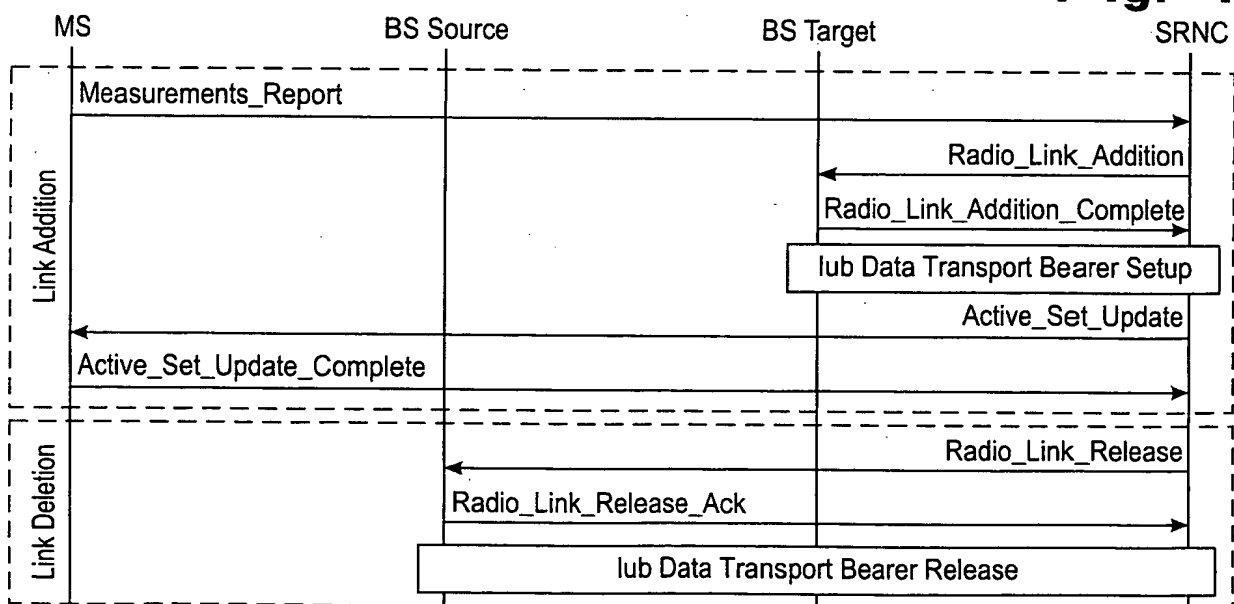 MS BS Source BS Target SRNC
Link Addition
Measurements_Report
Radio_Link_Addition
Radio_Link_Addition_Complete
Iub Data Transport Bearer Setup
Active_Set_Update
Active_Set_Update_Complete
Link Deletion
Radio_Link_Release
Radio_Link_Release_Ack
Iub Data Transport Bearer Release